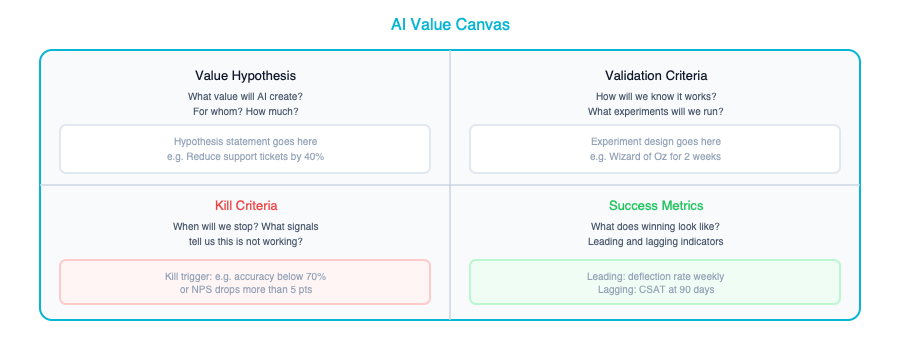 AI Value Canvas
Value Hypothesis
What value will AI create?
For whom? How much?
Hypothesis statement goes here
e.g. Reduce support tickets by 40%
Validation Criteria
How will we know it works?
What experiments will we run?
Experiment design goes here
e.g. Wizard of Oz for 2 weeks
Kill Criteria
When will we stop? What signals
tell us this is not working?
Kill trigger: e.g. accuracy below 70%
or NPS drops more than 5 pts
Success Metrics
What does winning look like?
Leading and lagging indicators
Leading: deflection rate weekly
Lagging: CSAT at 90 days